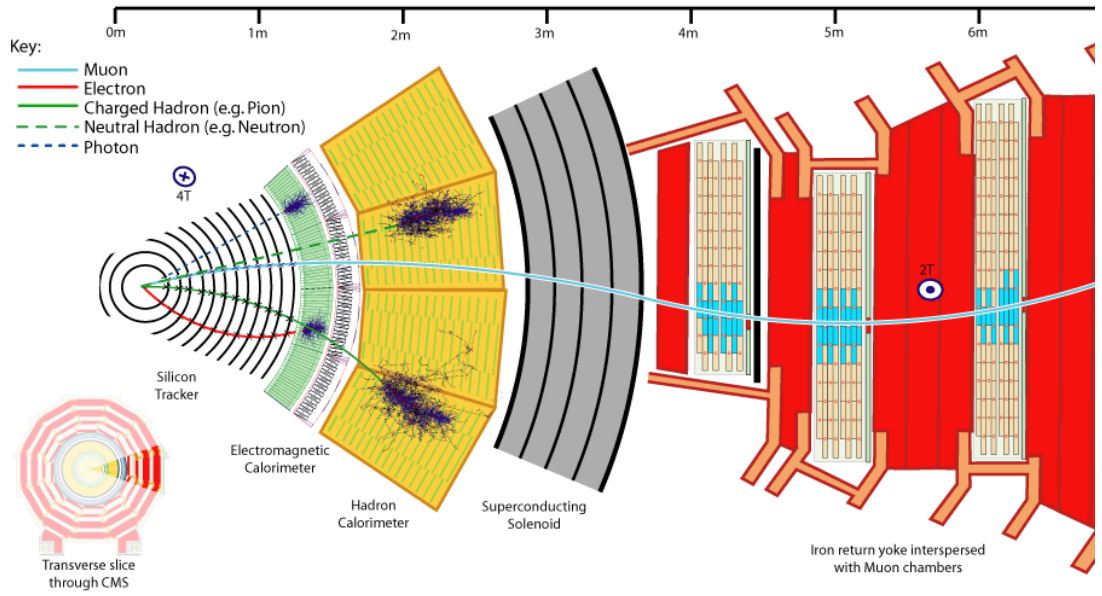 0m 1m 2m 3m 4m 5m 6m
Key:
Muon
Electron
Charged Hadron (e.g. Pion)
Neutral Hadron (e.g. Neutron)
Photon
4T
2T
Silicon
Tracker
Electromagnetic
Calorimeter
Hadron
Calorimeter
Superconducting
Solenoid
Iron return yoke interspersed
with Muon chambers
Transverse slice
through CMS